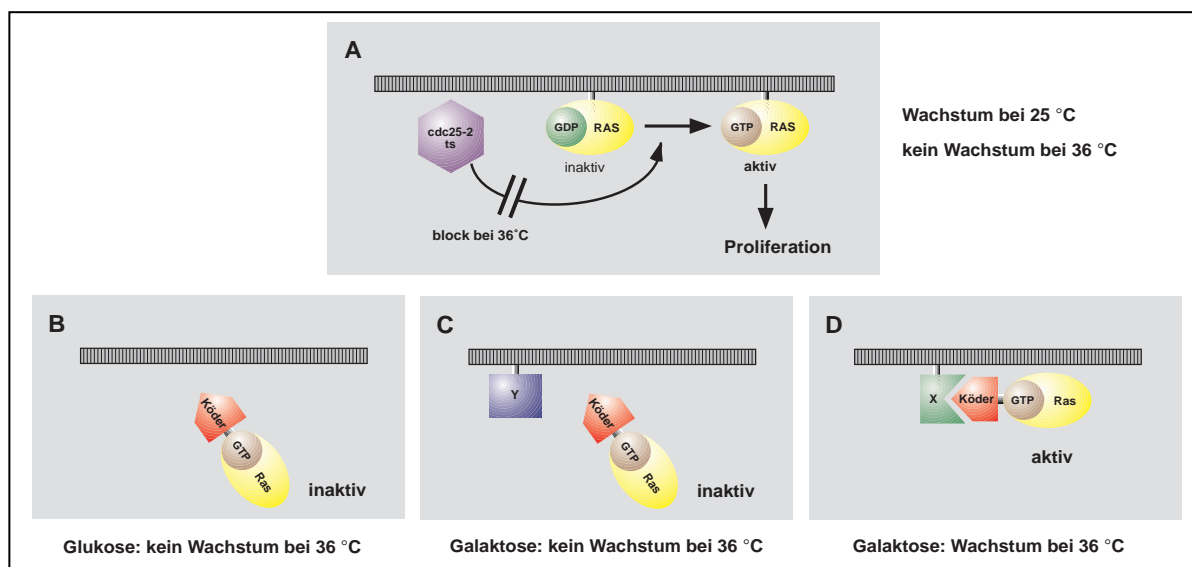 A
cdc25-2
ts
GDP RAS
inaktiv
GTP RAS
aktiv
block bei 36°C
Proliferation
Wachstum bei 25 °C
kein Wachstum bei 36 °C
B
Köder
GTP
Ras
inaktiv
Glukose: kein Wachstum bei 36 °C
C
Y
Köder
GTP
Ras
inaktiv
Galaktose: kein Wachstum bei 36 °C
D
X Köder GTP Ras
aktiv
Galaktose: Wachstum bei 36 °C